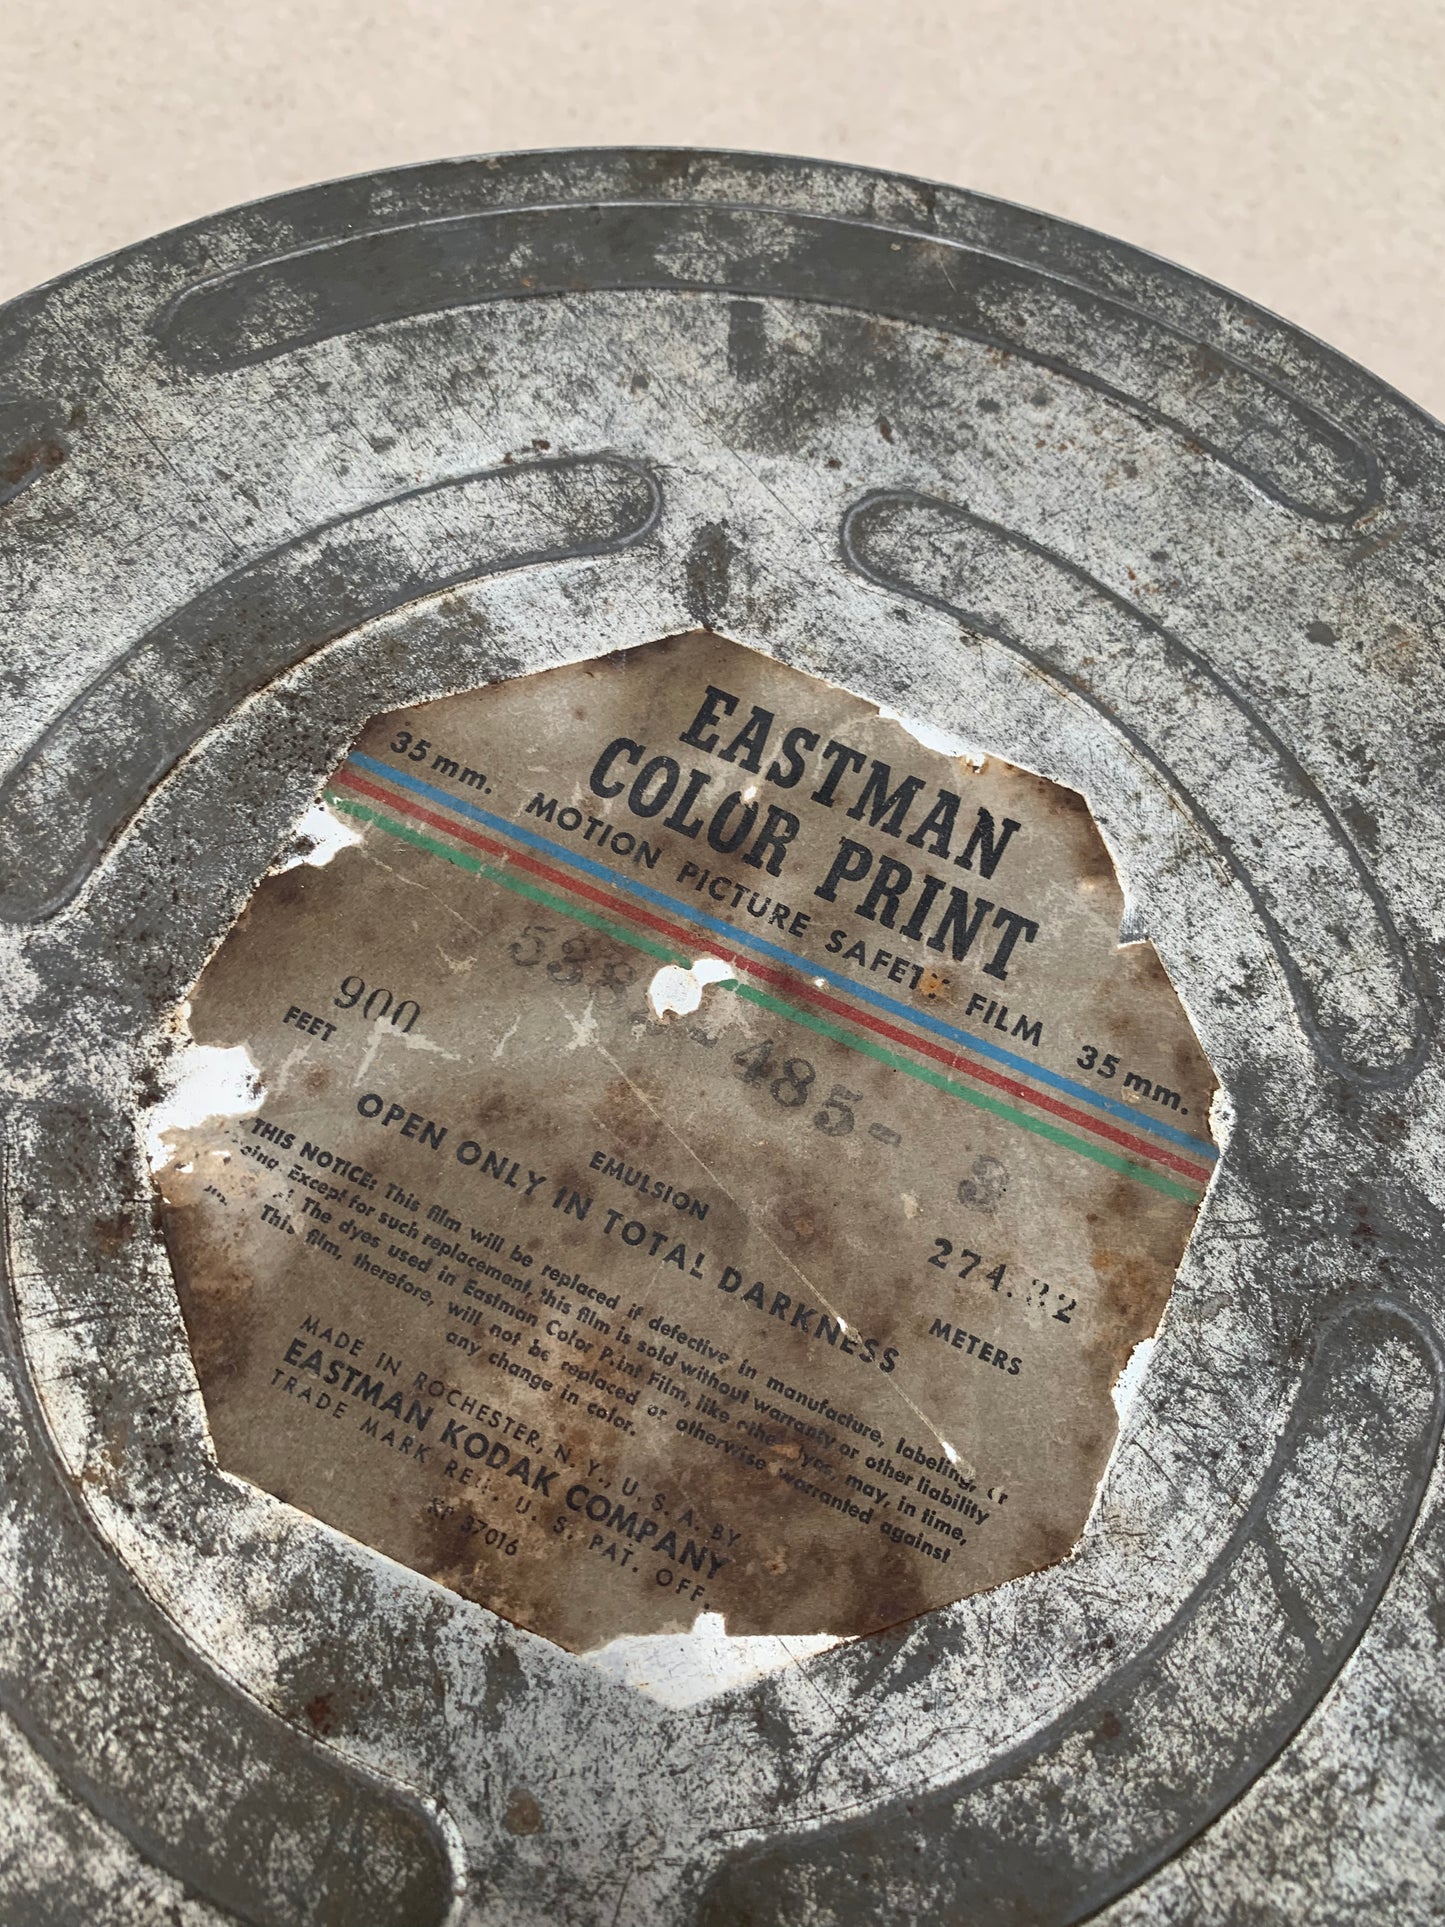 EASTMAN
COLOR PRINT
35 mm. MOTION PICTURE SAFETY FILM 35 mm.
485-
900
FEET
EMULSION
METERS
OPEN ONLY IN TOTAL DARKNESS
THIS NOTICE: This film will be replaced if defective in manufacture, labeling, or
Except for such replacement, this film is sold without warranty or other liability
The dyes used in Eastman Color Print Film, like may, in time,
This film, therefore, will not be replaced or otherwise warranted against
any change in color.
MADE IN ROCHESTER, N. Y., U. S. A. BY
EASTMAN KODAK COMPANY
TRADE MARK U. S. PAT. OFF.
37016